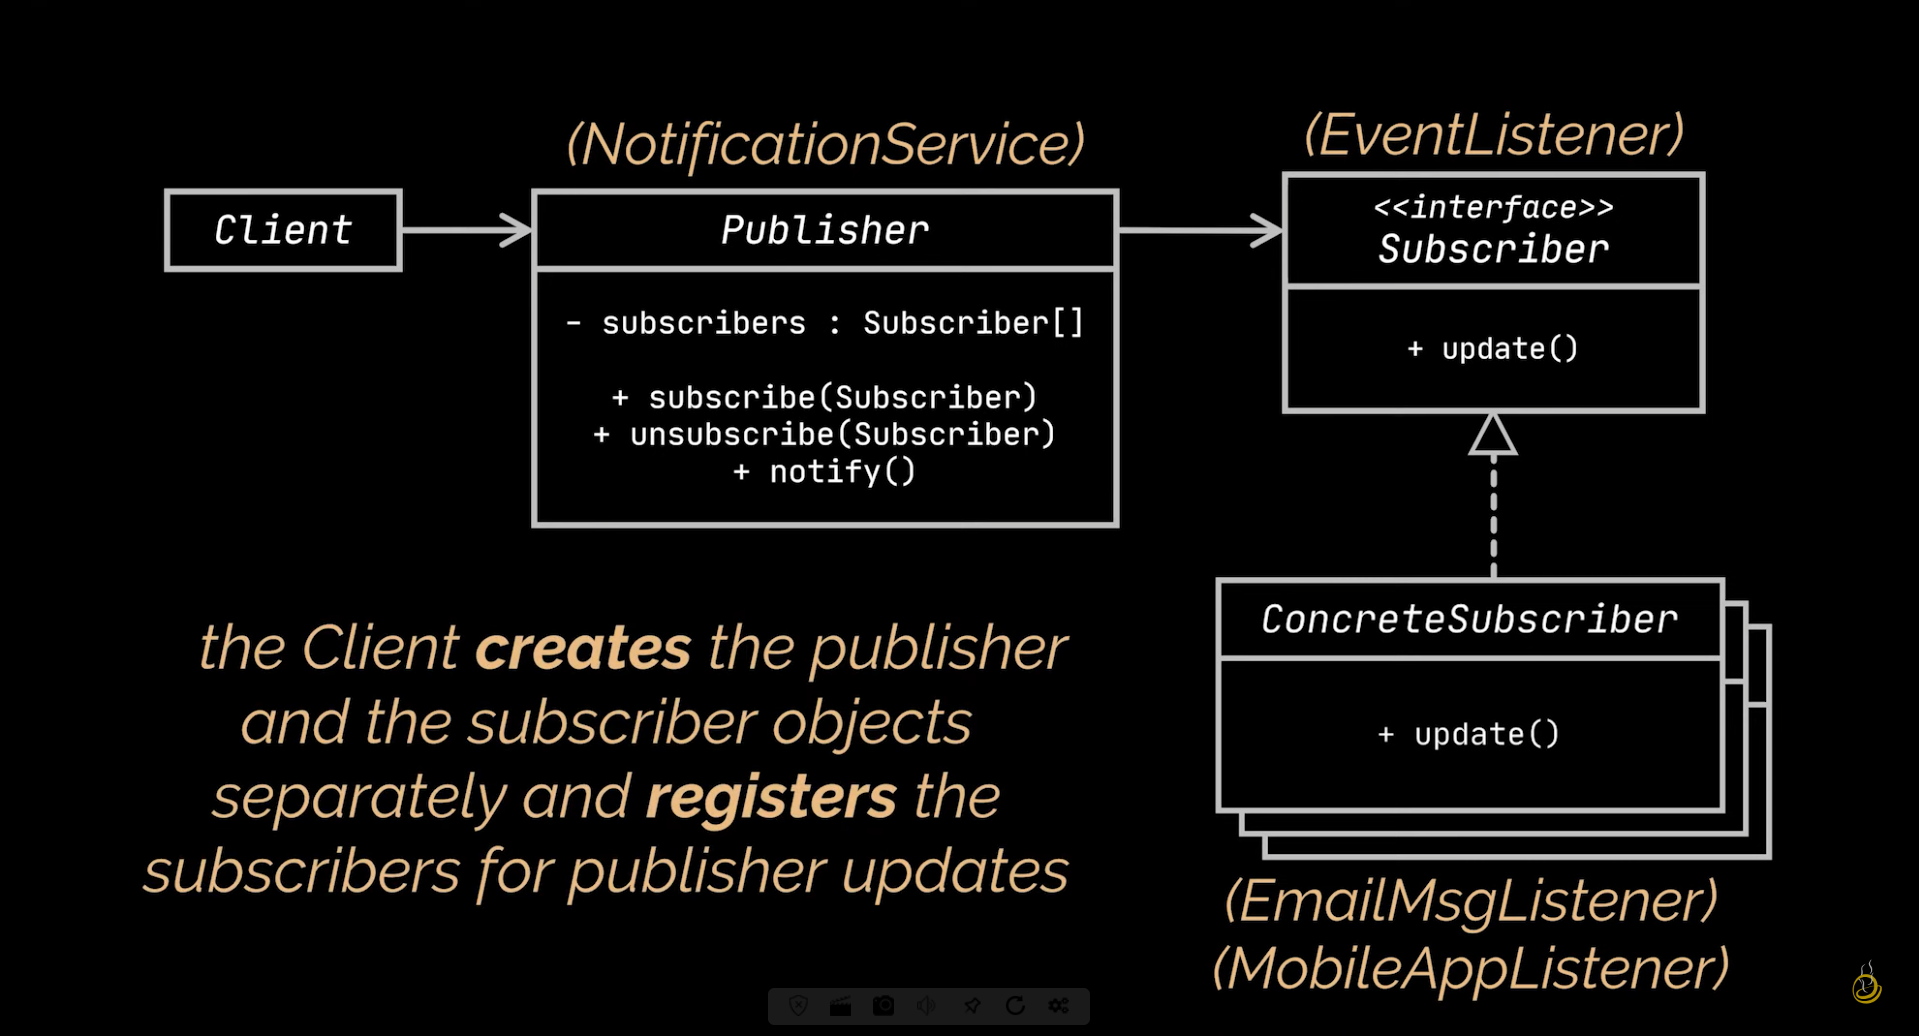 (NotificationService)
(EventListener)
Client
Publisher
<<interface>>
Subscriber
- subscribers : Subscriber[]
+ subscribe(Subscriber)
+ unsubscribe(Subscriber)
+ notify()
+ update()
ConcreteSubscriber
+ update()
the Client creates the publisher
and the subscriber objects
separately and registers the
subscribers for publisher updates
(EmailMsgListener)
(MobileAppListener)